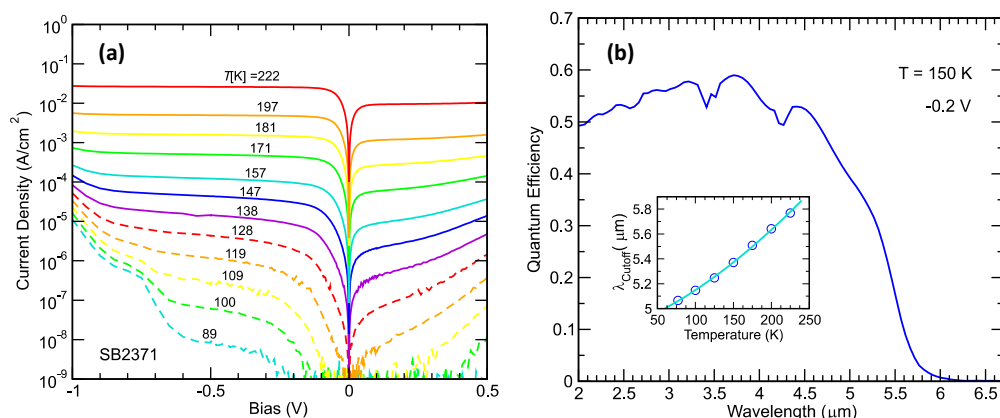 (a)
T[K] =222
197
181
171
157
147
138
128
119
109
100
89
SB2371
10^0
10^-1
10^-2
10^-3
10^-4
10^-5
10^-6
10^-7
10^-8
10^-9
Current Density (A/cm^2)
-1 -0.5 0 0.5
Bias (V)
(b)
T = 150 K
-0.2 V
0.7
0.6
0.5
0.4
0.3
0.2
0.1
0
Quantum Efficiency
2 2.5 3 3.5 4 4.5 5 5.5 6 6.5
Wavelength (μm)
5.8
5.6
5.4
5.2
5
λCutoff (μm)
50 100 150 200 250
Temperature (K)